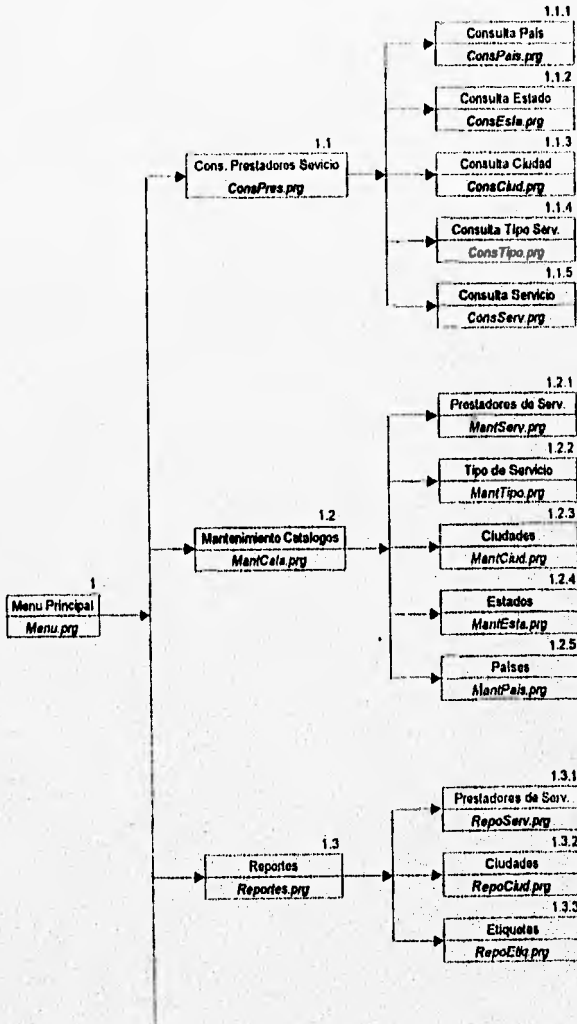 1.1.1
Consulta País
ConsPais.prg
1.1.2
Consulta Estado
ConsEsta.prg
1.1.3
Consulta Ciudad
ConsCiud.prg
1.1.4
Consulta Tipo Serv.
ConsTipo.prg
1.1.5
Consulta Servicio
ConsServ.prg
1.1
Cons. Prestadores Sevicio
ConsPres.prg
1.2.1
Prestadores de Serv.
MantServ.prg
1.2.2
Tipo de Servicio
MantTipo.prg
1.2.3
Ciudades
MantCiud.prg
1.2.4
Estados
MantEsta.prg
1.2.5
Países
MantPais.prg
1.2
Mantenimiento Catalogos
MantCata.prg
1
Menu Principal
Menu.prg
1.3.1
Prestadores de Serv.
RepoServ.prg
1.3.2
Ciudades
RepoCiud.prg
1.3.3
Etiquetas
RepoEtiq.prg
1.3
Reportes
Reportes.prg